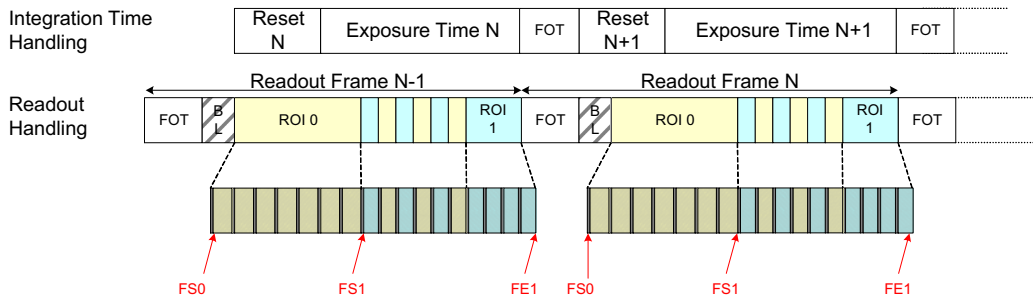 Integration Time
Handling
Reset
N
Exposure Time N
FOT
Reset
N+1
Exposure Time N+1
FOT
Readout Frame N-1
Readout Frame N
Readout
Handling
FOT
B
L
ROI 0
ROI
1
FOT
B
L
ROI 0
ROI
1
FOT
FS0
FS1
FE1
FS0
FS1
FE1